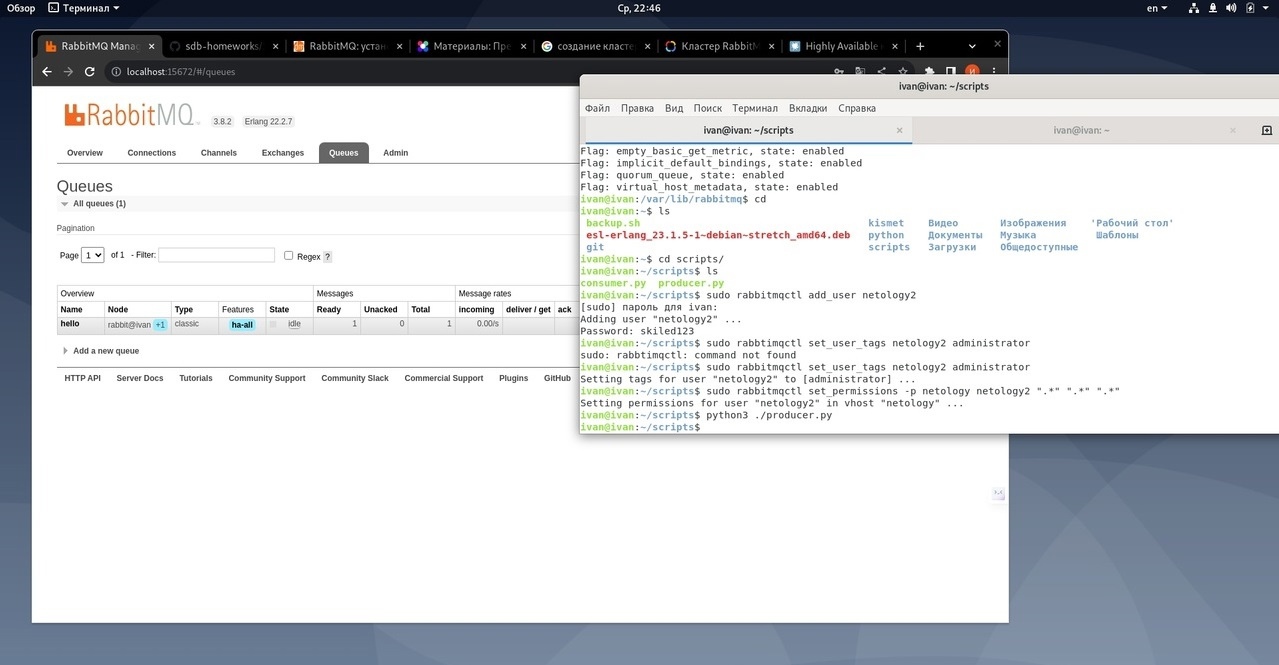 Обзор Терминал Ср, 22:46 en
RabbitMQ Manag sdb-homeworks/ RabbitMQ: устан Материалы: Пре создание класте Кластер RabbitM Highly Available
localhost:15672/#/queues И
RabbitMQ 3.8.2 Erlang 22.2.7
Overview Connections Channels Exchanges Queues Admin
Queues
All queues (1)
Pagination
Page 1 of 1 - Filter: Regex ?
Overview Messages Message rates
Name Node Type Features State Ready Unacked Total incoming deliver / get ack
hello rabbit@ivan +1 classic ha-all idle 1 0 1 0.00/s
Add a new queue
HTTP API Server Docs Tutorials Community Support Community Slack Commercial Support Plugins GitHub
ivan@ivan: ~/scripts
Файл Правка Вид Поиск Терминал Вкладки Справка
ivan@ivan: ~/scripts ivan@ivan: ~
Flag: empty_basic_get_metric, state: enabled
Flag: implicit_default_bindings, state: enabled
Flag: quorum_queue, state: enabled
Flag: virtual_host_metadata, state: enabled
ivan@ivan:/var/lib/rabbitmq$ cd
ivan@ivan:~$ ls
backup.sh kismet Видео Изображения 'Рабочий стол'
esl-erlang_23.1.5-1~debian~stretch_amd64.deb python Документы Музыка Шаблоны
git scripts Загрузки Общедоступные
ivan@ivan:~$ cd scripts/
ivan@ivan:~/scripts$ ls
consumer.py producer.py
ivan@ivan:~/scripts$ sudo rabbitmqctl add_user netology2
[sudo] пароль для ivan:
Adding user "netology2" ...
Password: skiled123
ivan@ivan:~/scripts$ sudo rabbtimqctl set_user_tags netology2 administrator
sudo: rabbtimqctl: command not found
ivan@ivan:~/scripts$ sudo rabbitmqctl set_user_tags netology2 administrator
Setting tags for user "netology2" to [administrator] ...
ivan@ivan:~/scripts$ sudo rabbitmqctl set_permissions -p netology netology2 ".*" ".*" ".*"
Setting permissions for user "netology2" in vhost "netology" ...
ivan@ivan:~/scripts$ python3 ./producer.py
ivan@ivan:~/scripts$